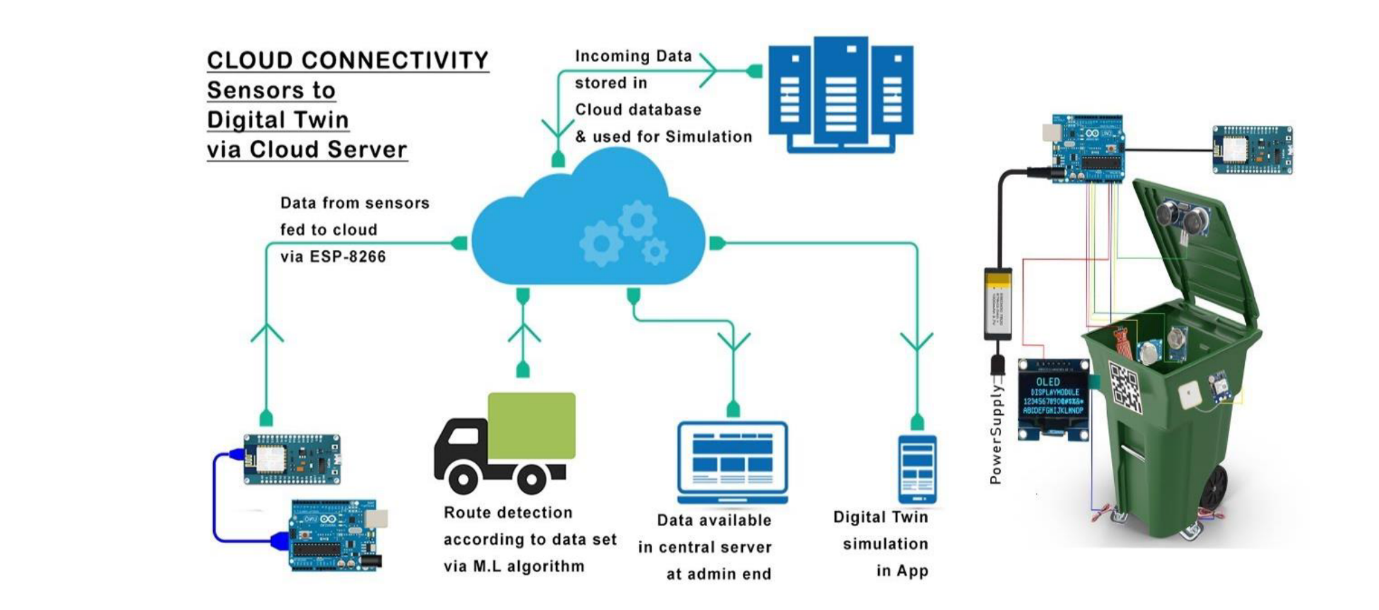 CLOUD CONNECTIVITY
Sensors to
Digital Twin
via Cloud Server
Incoming Data
stored in
Cloud database
& used for Simulation
Data from sensors
fed to cloud
via ESP-8266
Route detection
according to data set
via M.L algorithm
Data available
in central server
at admin end
Digital Twin
simulation
in App
PowerSupply
OLED
DISPLAYMODULE
ABCDEFGHIJKLMNOP